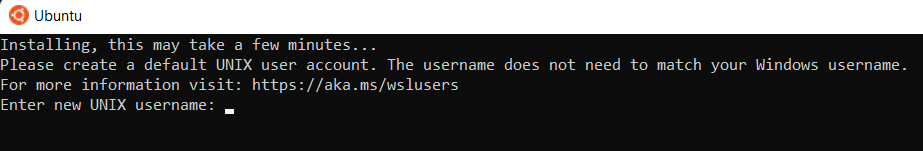 Ubuntu
Installing, this may take a few minutes...
Please create a default UNIX user account. The username does not need to match your Windows username.
For more information visit: https://aka.ms/wslusers
Enter new UNIX username: